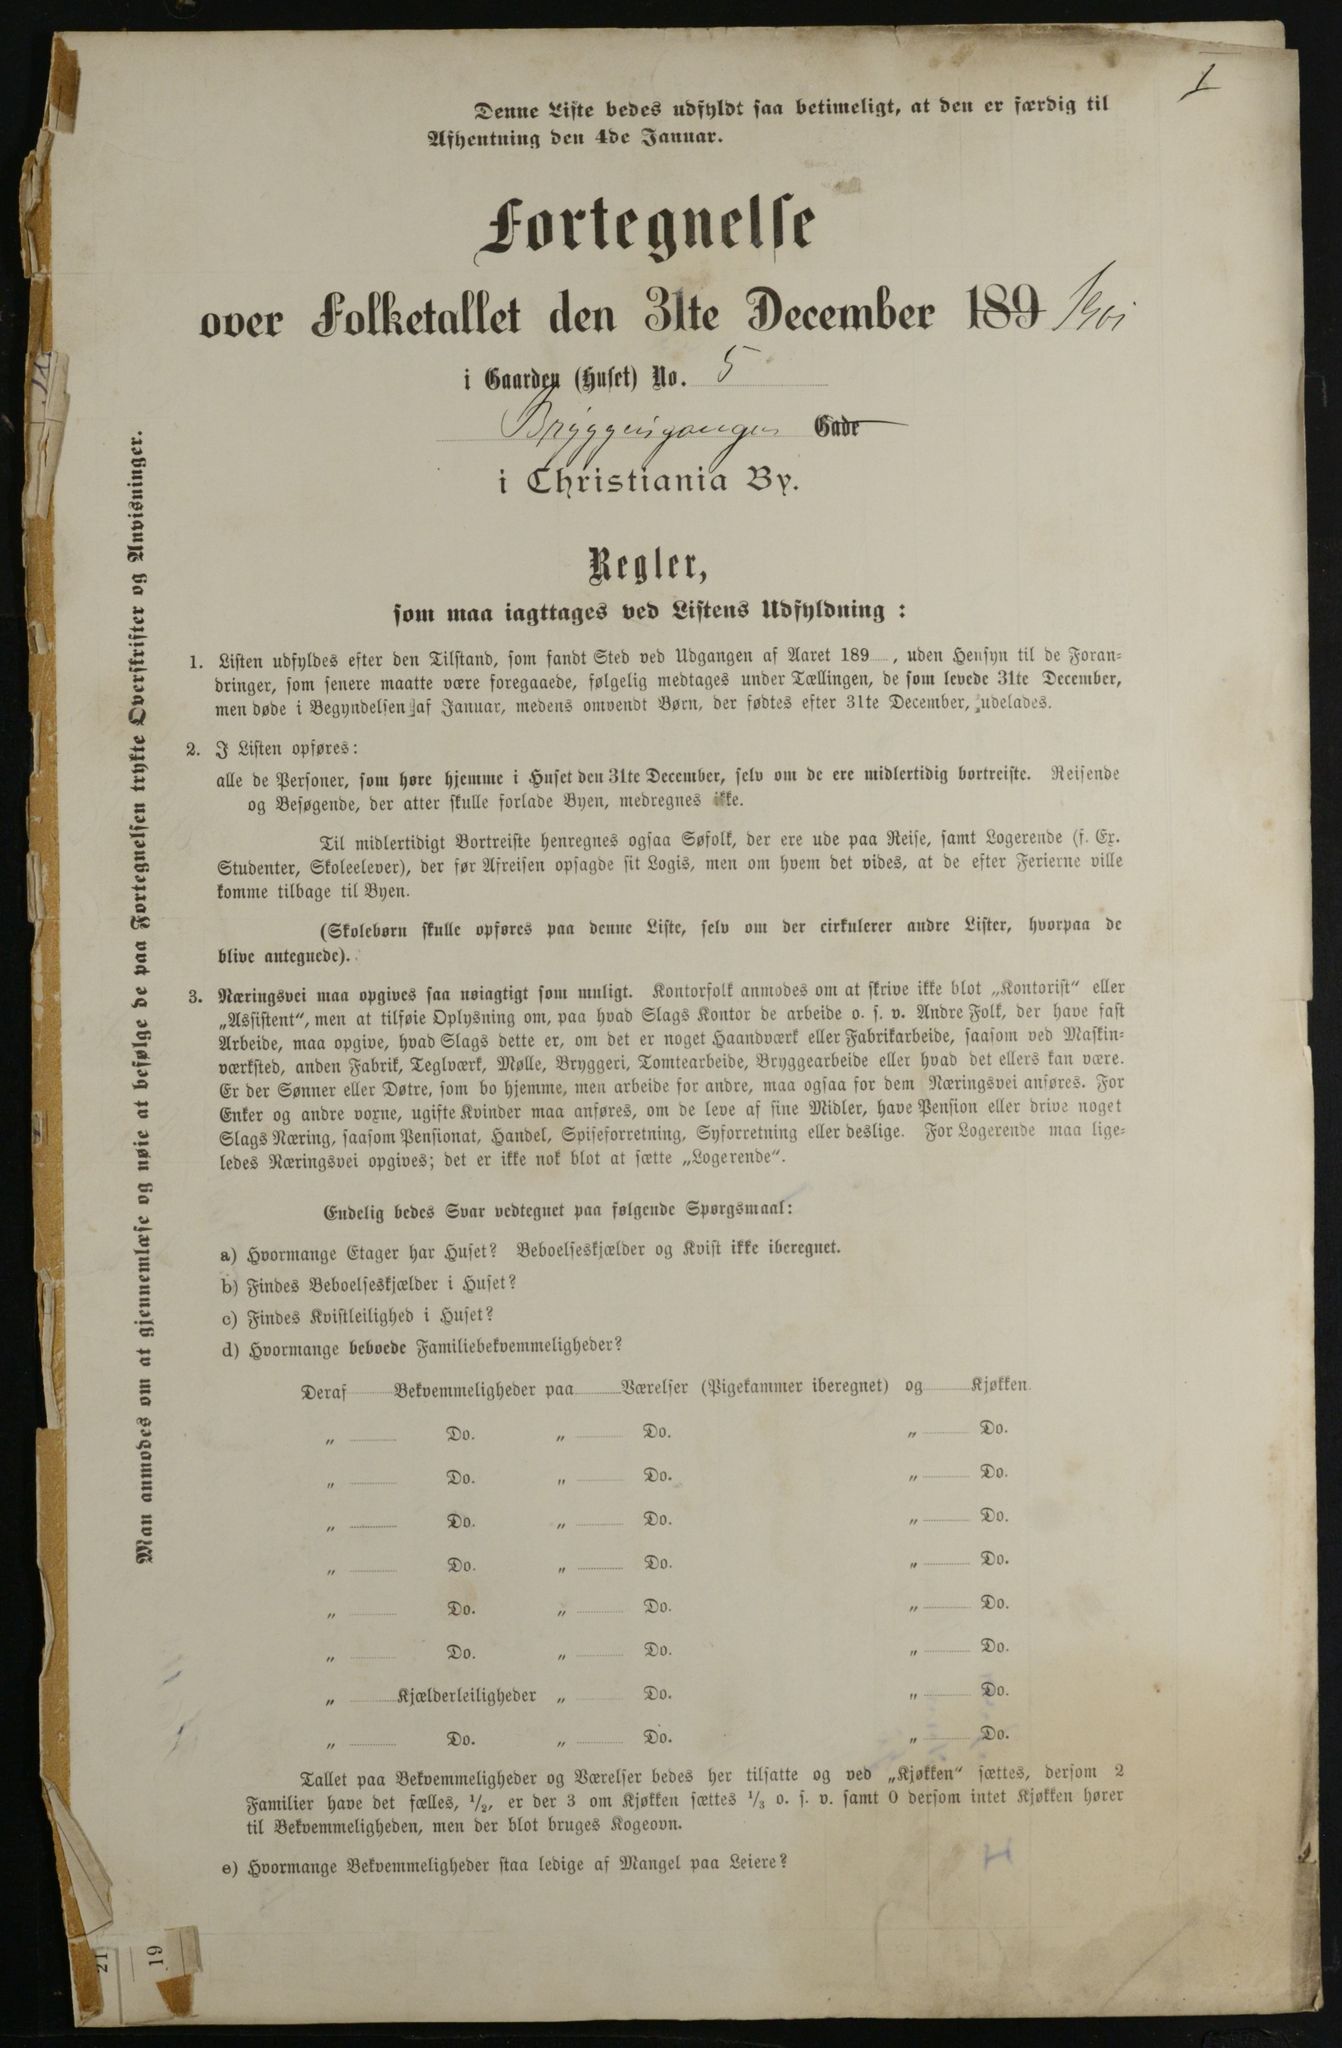 1
Denne Liste bedes udfyldt saa betimeligt, at den er færdig til
Afhentning den 4de Januar.
Fortegnelse
over Folketallet den 31te December 189 1901
i Gaarden (Huset) No. 5
Bryggergangen Gade
i Christiania By.
Regler,
som maa iagttages ved Listens Udfyldning:
1. Listen udfyldes efter den Tilstand, som fandt Sted ved Udgangen af Aaret 189 , uden Hensyn til de Foran-
dringer, som senere maatte være foregaaede, følgelig medtages under Tællingen, de som levede 31te December,
men døde i Begyndelsen af Januar, medens omvendt Børn, der fødtes efter 31te December, udelades.
2. I Listen opføres:
alle de Personer, som høre hjemme i Huset den 31te December, selv om de ere midlertidig bortreiste. Reisende
og Besøgende, der atter skulle forlade Byen, medregnes ikke.
Til midlertidigt Bortreiste henregnes ogsaa Søfolk, der ere ude paa Reise, samt Logerende (f. Ex.
Studenter, Skoleelever), der før Afreisen opsagde sit Logis, men om hvem det vides, at de efter Ferierne ville
komme tilbage til Byen.
(Skolebørn skulle opføres paa denne Liste, selv om der cirkulerer andre Lister, hvorpaa de
blive antegnede).
3. Næringsvei maa opgives saa nøiagtigt som muligt. Kontorfolk anmodes om at skrive ikke blot „Kontorist“ eller
„Assistent“, men at tilføie Oplysning om, paa hvad Slags Kontor de arbeide o. s. v. Andre Folk, der have fast
Arbeide, maa opgive, hvad Slags dette er, om det er noget Haandværk eller Fabrikarbeide, saasom ved Maskin-
værksted, anden Fabrik, Teglværk, Mølle, Bryggeri, Tomtearbeide, Bryggearbeide eller hvad det ellers kan være.
Er der Sønner eller Døtre, som bo hjemme, men arbeide for andre, maa ogsaa for dem Næringsvei anføres. For
Enker og andre voxne, ugifte Kvinder maa anføres, om de leve af sine Midler, have Pension eller drive noget
Slags Næring, saasom Pensionat, Handel, Spiseforretning, Syforretning eller deslige. For Logerende maa lige-
ledes Næringsvei opgives; det er ikke nok blot at sætte „Logerende“.
Endelig bedes Svar vedtegnet paa følgende Spørgsmaal:
a) Hvormange Etager har Huset? Beboelseskjælder og Kvist ikke iberegnet.
b) Findes Beboelseskjælder i Huset?
c) Findes Kvistleilighed i Huset?
d) Hvormange beboede Familiebekvemmeligheder?
Deraf Bekvemmeligheder paa Værelser (Pigekammer iberegnet) og Kjøkken
„ Do. „ Do. „ Do.
„ Do. „ Do. „ Do.
„ Do. „ Do. „ Do.
„ Do. „ Do. „ Do.
„ Do. „ Do. „ Do.
„ Do. „ Do. „ Do.
„ Kjælderleiligheder „ Do. „ Do.
„ Do. „ Do. „ Do.
Tallet paa Bekvemmeligheder og Værelser bedes her tilsatte og ved „Kjøkken“ sættes, dersom 2
Familier have det fælles, 1/2, er der 3 om Kjøkken sættes 1/3 o. s. v. samt 0 dersom intet Kjøkken hører
til Bekvemmeligheden, men der blot bruges Kogeovn.
e) Hvormange Bekvemmeligheder staa ledige af Mangel paa Leiere?
Man anmodes om at gjennemlæse og nøie at befølge de paa Fortegnelsen trykte Overskrifter og Anvisninger.
21
19